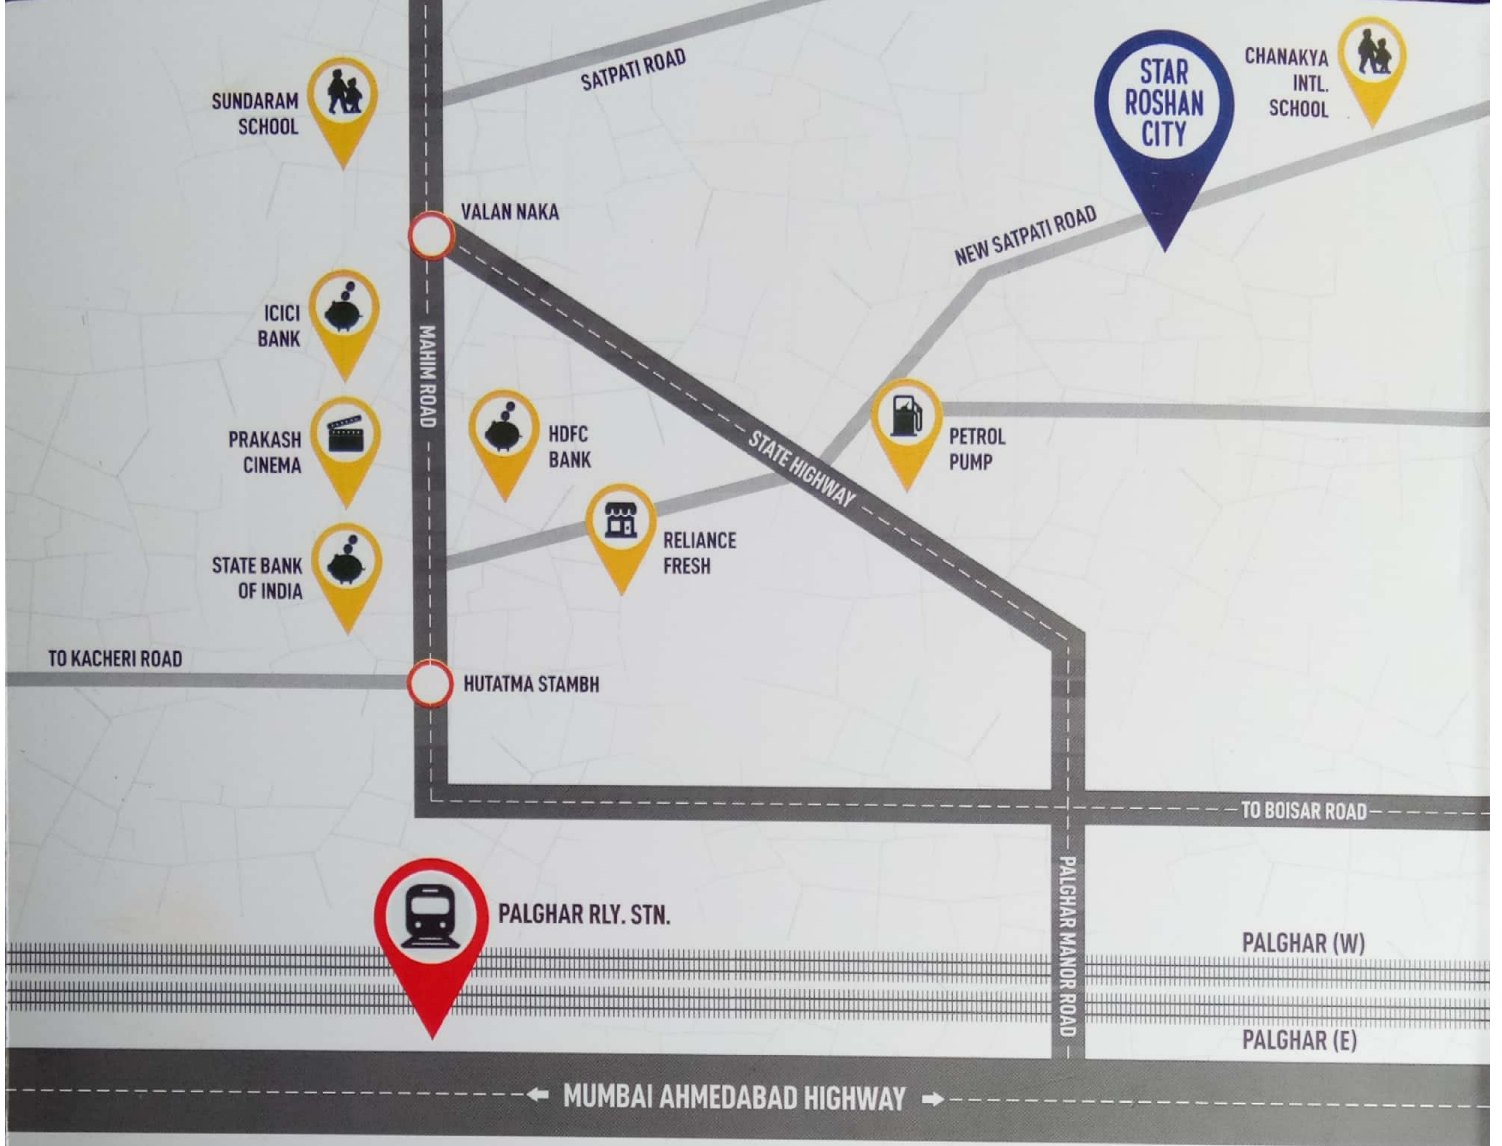 SATPATI ROAD
SUNDARAM
SCHOOL
STAR
ROSHAN
CITY
CHANAKYA
INTL.
SCHOOL
VALAN NAKA
NEW SATPATI ROAD
ICICI
BANK
MAHIM ROAD
PRAKASH
CINEMA
HDFC
BANK
STATE HIGHWAY
PETROL
PUMP
RELIANCE
FRESH
STATE BANK
OF INDIA
TO KACHERI ROAD
HUTATMA STAMBH
TO BOISAR ROAD
PALGHAR RLY. STN.
PALGHAR MANOR ROAD
PALGHAR (W)
PALGHAR (E)
MUMBAI AHMEDABAD HIGHWAY